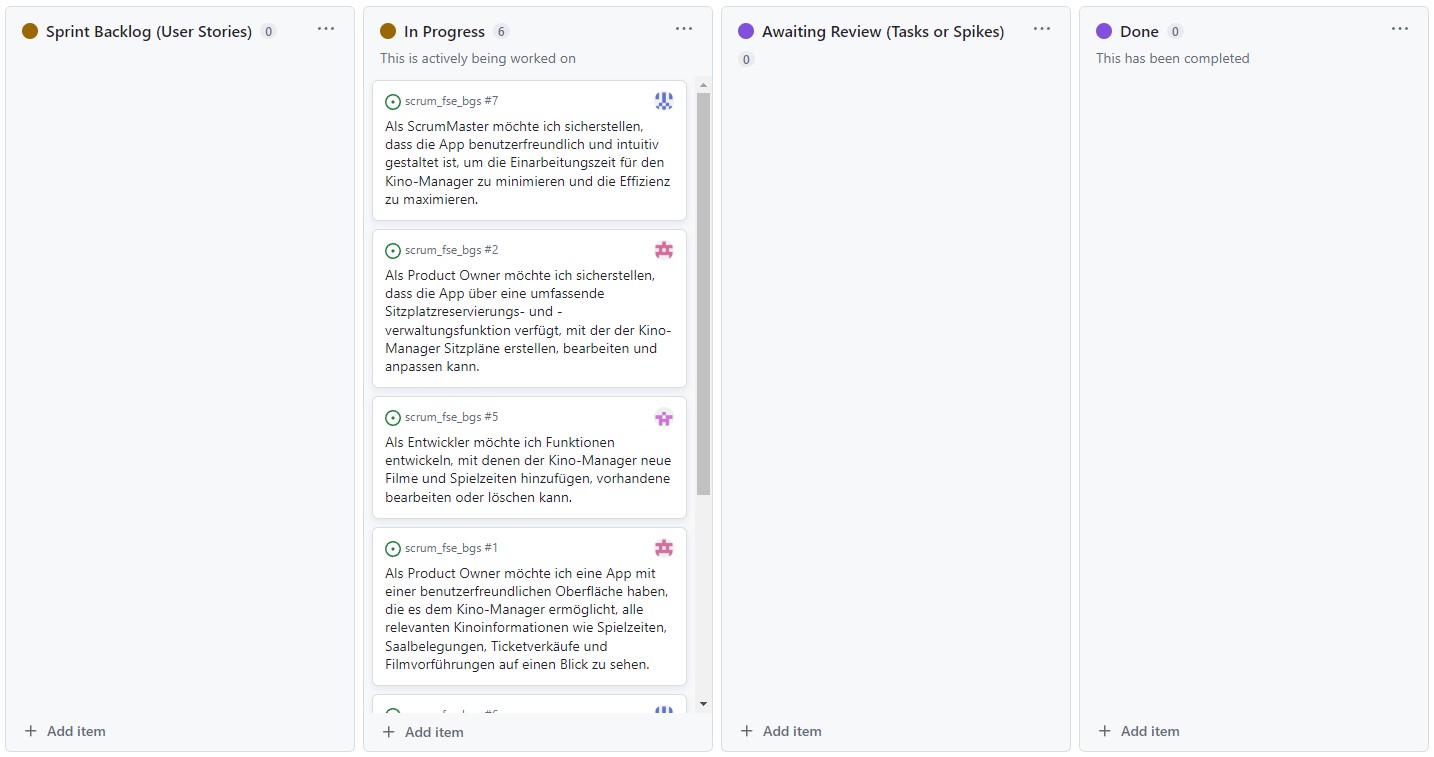 Sprint Backlog (User Stories) 0
In Progress 6
This is actively being worked on
scrum_fse_bgs #7
Als ScrumMaster möchte ich sicherstellen,
dass die App benutzerfreundlich und intuitiv
gestaltet ist, um die Einarbeitungszeit für den
Kino-Manager zu minimieren und die Effizienz
zu maximieren.
scrum_fse_bgs #2
Als Product Owner möchte ich sicherstellen,
dass die App über eine umfassende
Sitzplatzreservierungs- und -
verwaltungsfunktion verfügt, mit der der Kino-
Manager Sitzpläne erstellen, bearbeiten und
anpassen kann.
scrum_fse_bgs #5
Als Entwickler möchte ich Funktionen
entwickeln, mit denen der Kino-Manager neue
Filme und Spielzeiten hinzufügen, vorhandene
bearbeiten oder löschen kann.
scrum_fse_bgs #1
Als Product Owner möchte ich eine App mit
einer benutzerfreundlichen Oberfläche haben,
die es dem Kino-Manager ermöglicht, alle
relevanten Kinoinformationen wie Spielzeiten,
Saalbelegungen, Ticketverkäufe und
Filmvorführungen auf einen Blick zu sehen.
Awaiting Review (Tasks or Spikes)
0
Done 0
This has been completed
Add item
Add item
Add item
Add item